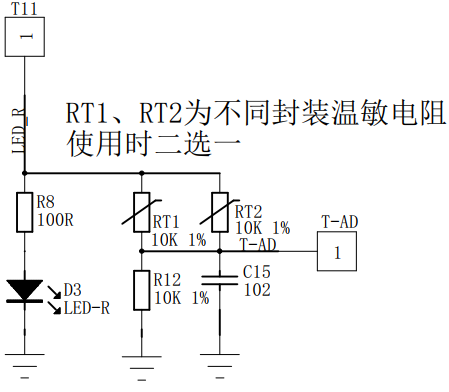 T11
1
LED_R
RT1、RT2为不同封装温敏电阻
使用时二选一
R8
100R
RT1
10K 1%
RT2
10K 1%
T-AD
T-AD
1
R12
10K 1%
C15
102
D3
LED-R